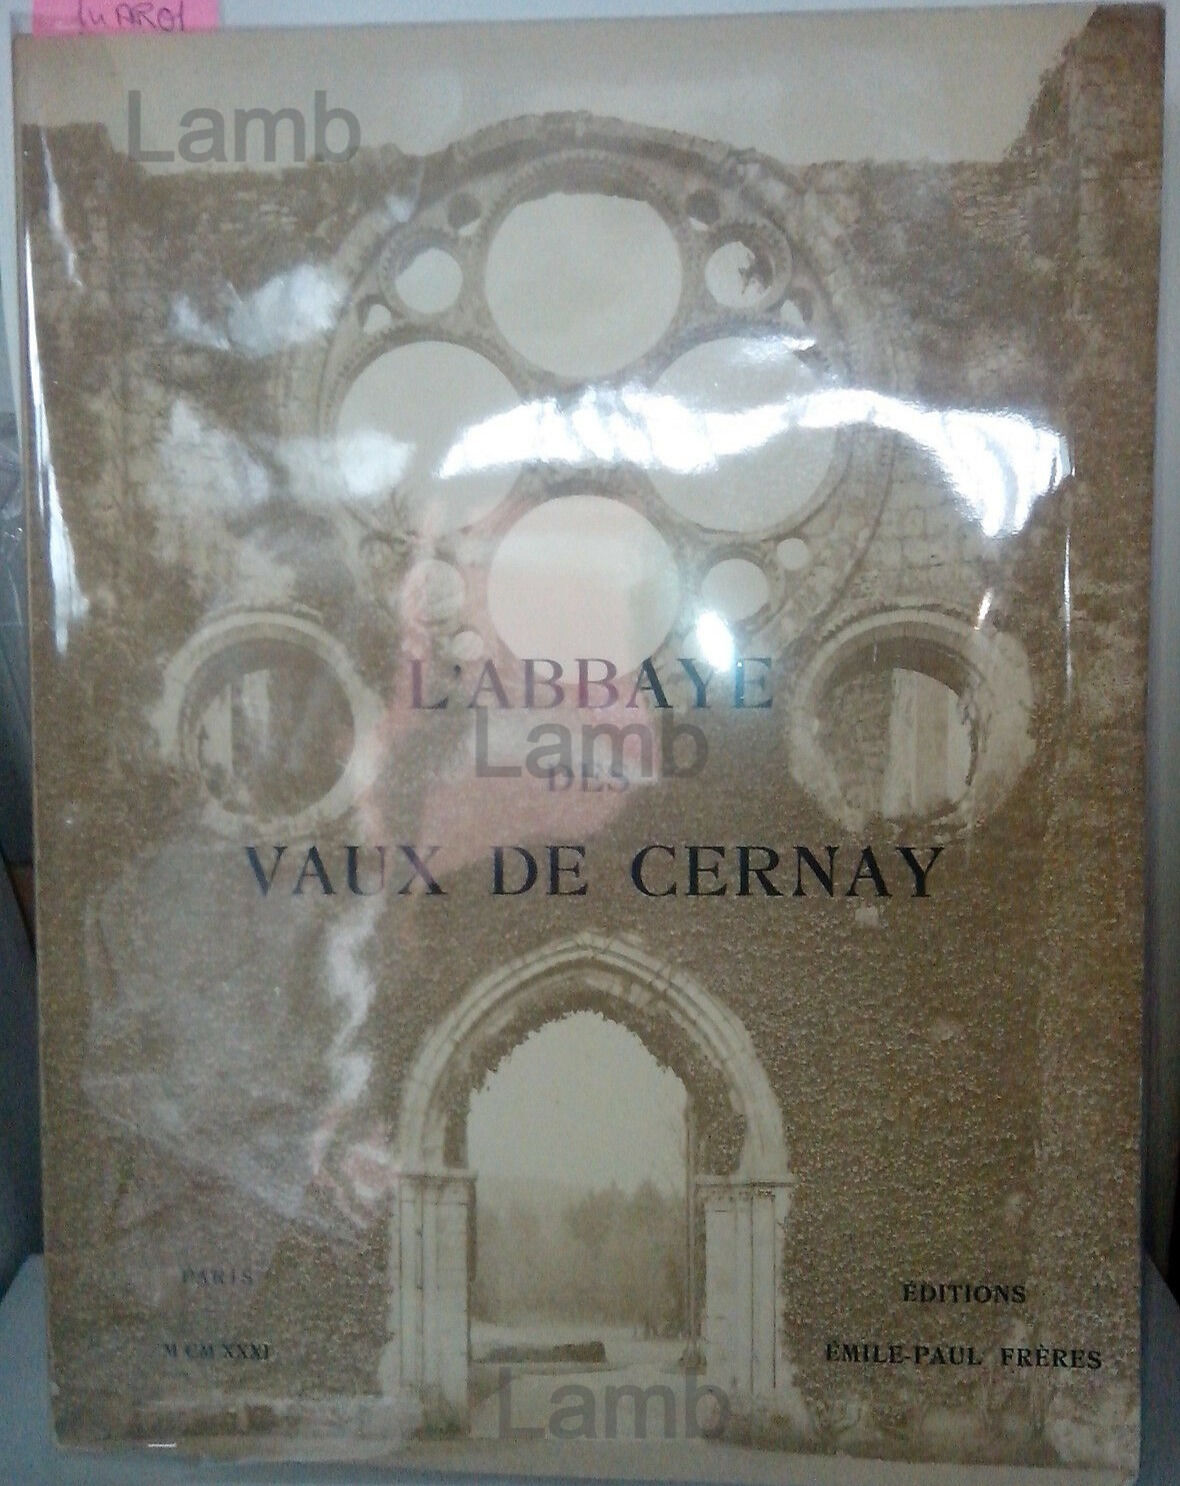 Lamb
L'ABBAYE
Lamb
DES
VAUX DE CERNAY
PARIS
M CM XXXI
ÉDITIONS
ÉMILE-PAUL FRÈRES
Lamb